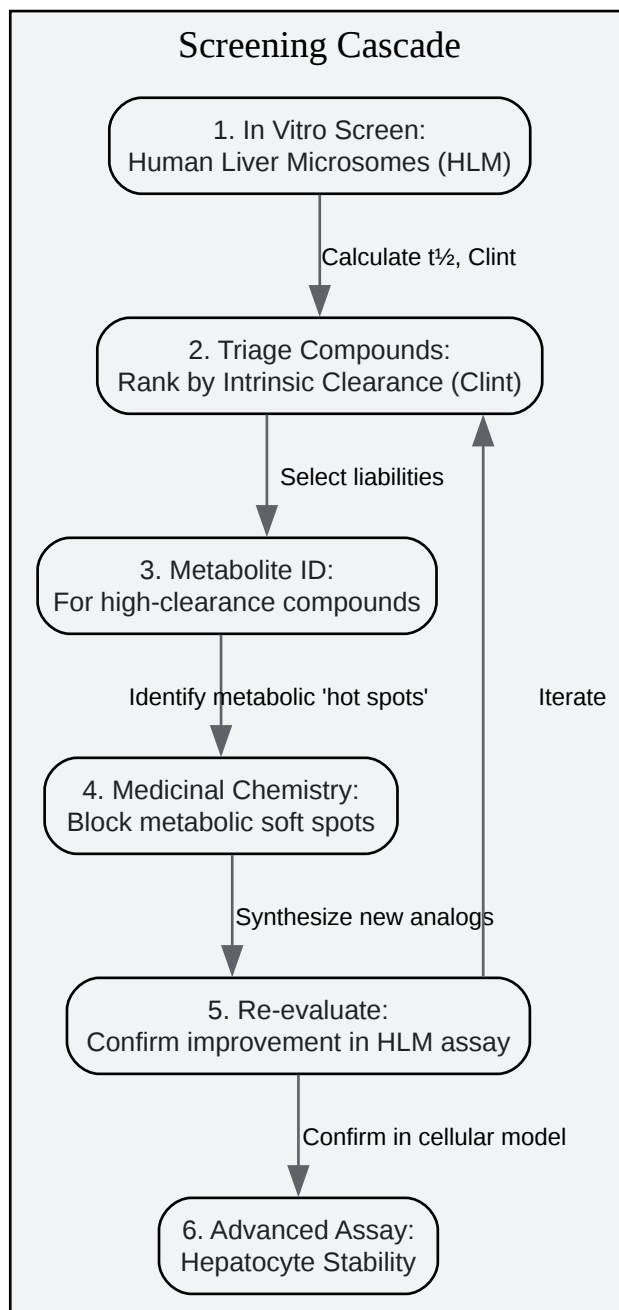 Screening Cascade
1. In Vitro Screen:
Human Liver Microsomes (HLM)
Calculate t½, Clint
2. Triage Compounds:
Rank by Intrinsic Clearance (Clint)
Select liabilities
3. Metabolite ID:
For high-clearance compounds
Identify metabolic 'hot spots'
Iterate
4. Medicinal Chemistry:
Block metabolic soft spots
Synthesize new analogs
5. Re-evaluate:
Confirm improvement in HLM assay
Confirm in cellular model
6. Advanced Assay:
Hepatocyte Stability